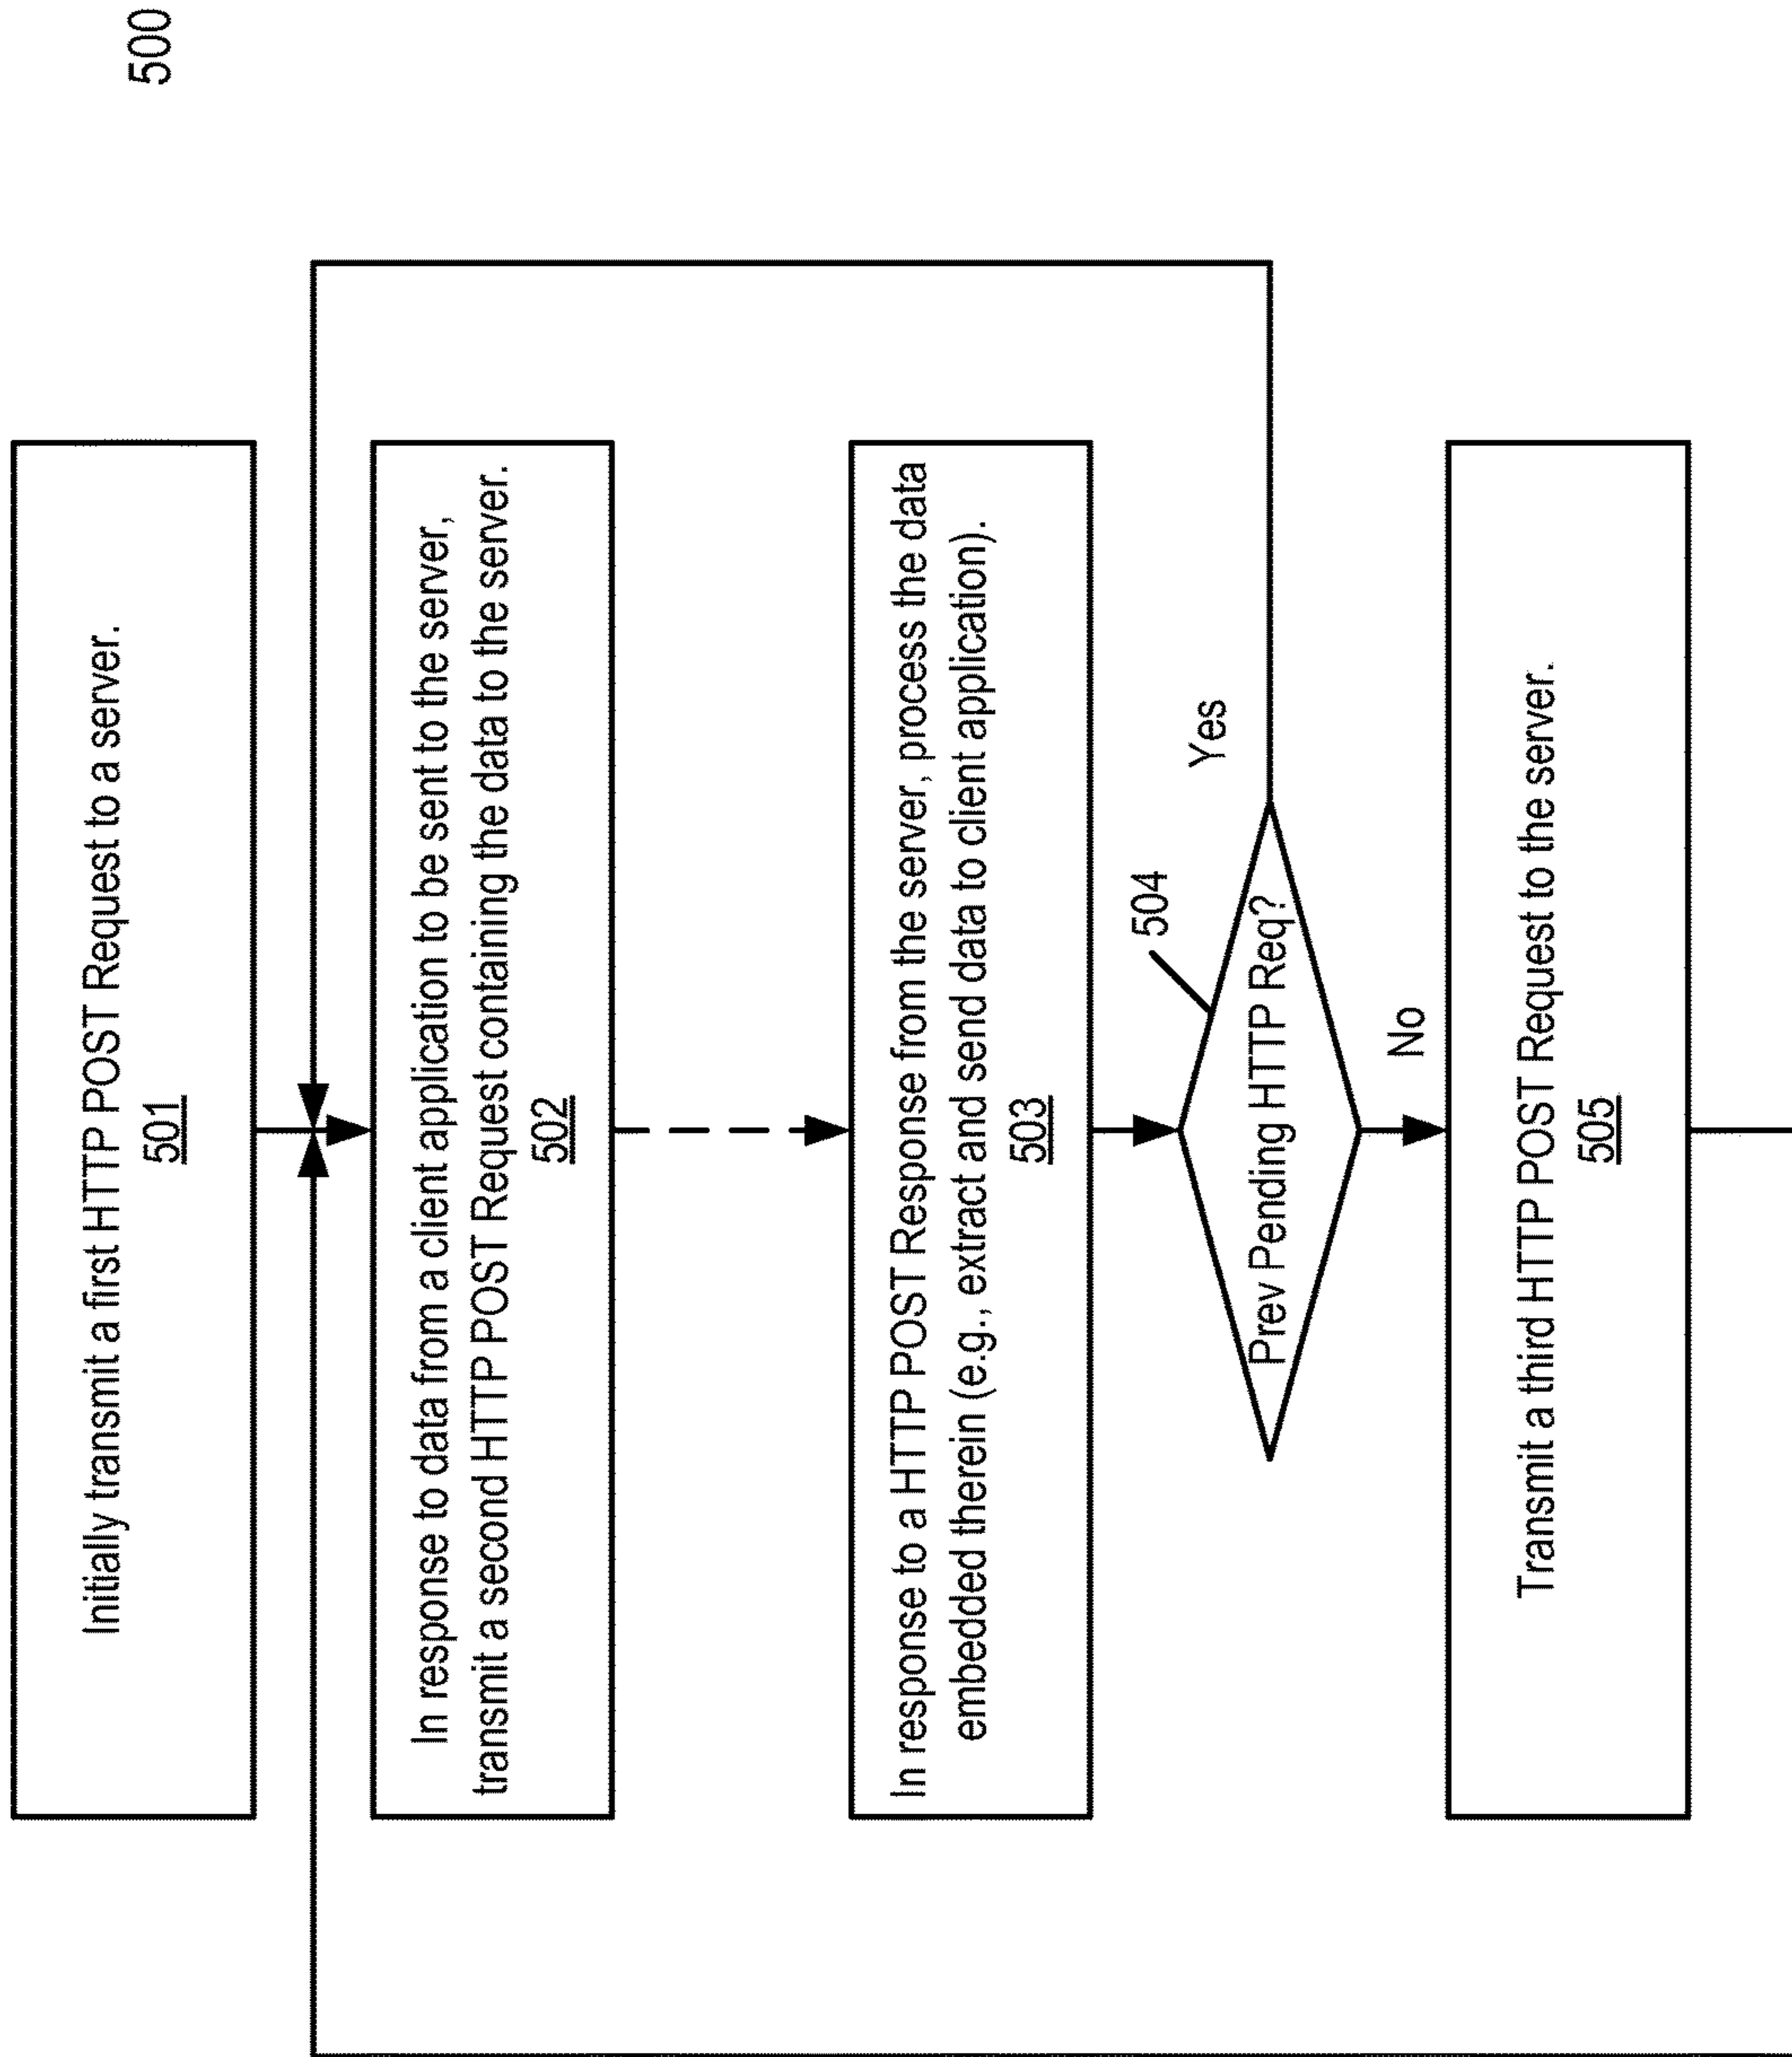 500
Initially transmit a first HTTP POST Request to a server.
501
In response to data from a client application to be sent to the server,
transmit a second HTTP POST Request containing the data to the server.
502
In response to a HTTP POST Response from the server, process the data
embedded therein (e.g., extract and send data to client application).
503
504
Prev Pending HTTP Req?
Yes
No
Transmit a third HTTP POST Request to the server.
505